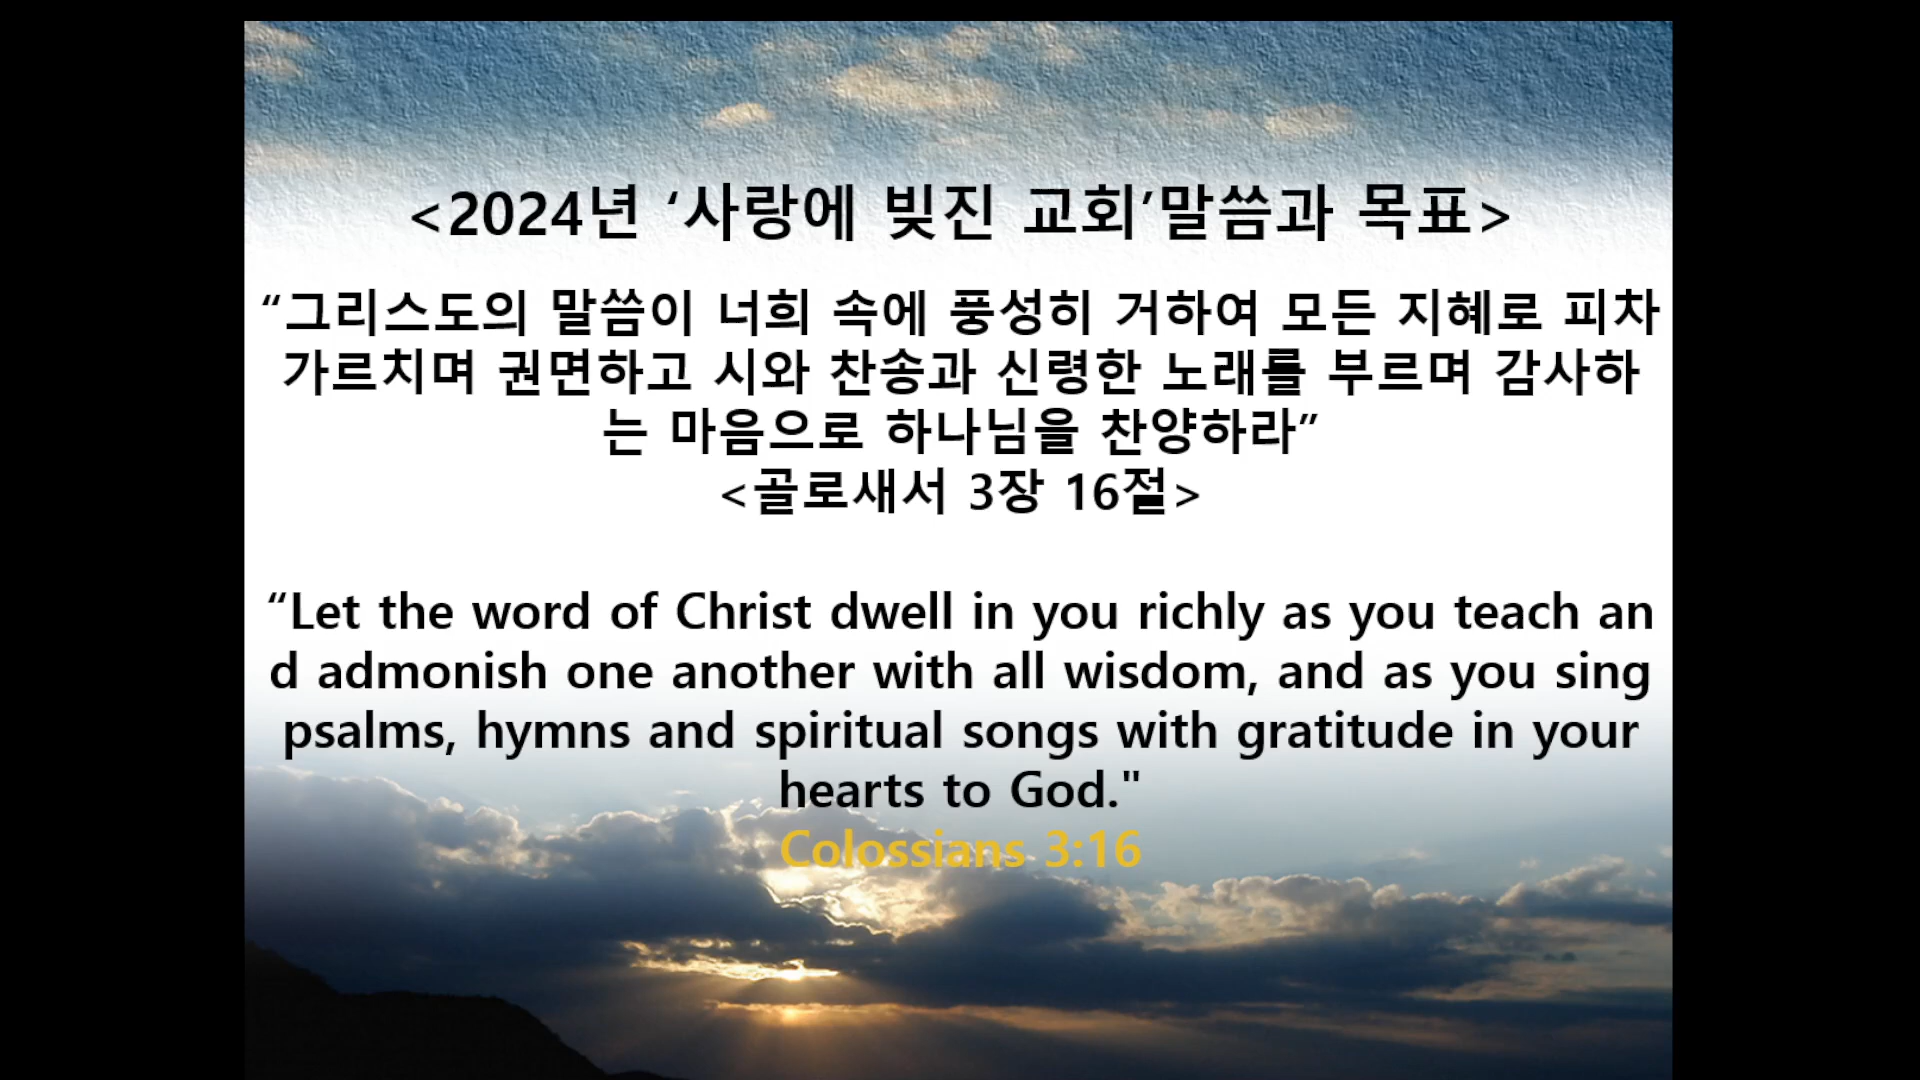 <2024년 ‘사랑에 빚진 교회’말씀과 목표>
“그리스도의 말씀이 너희 속에 풍성히 거하여 모든 지혜로 피차
가르치며 권면하고 시와 찬송과 신령한 노래를 부르며 감사하
는 마음으로 하나님을 찬양하라”
<골로새서 3장 16절>
“Let the word of Christ dwell in you richly as you teach an
d admonish one another with all wisdom, and as you sing
psalms, hymns and spiritual songs with gratitude in your
hearts to God."
Colossians 3:16